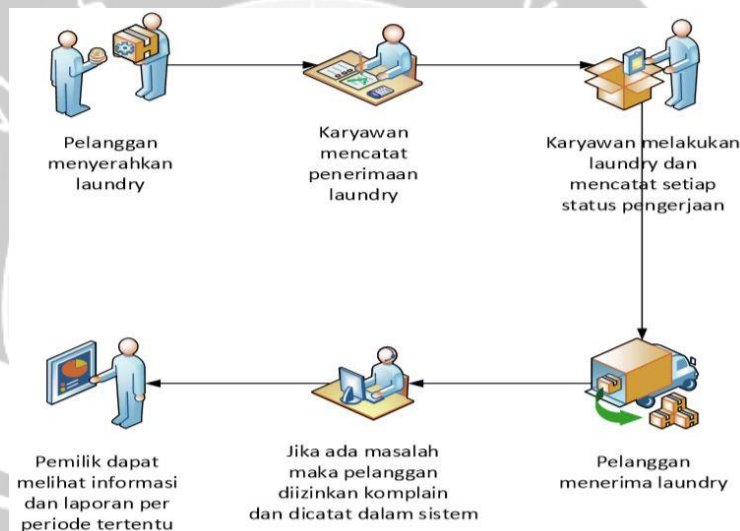 Pelanggan
menyerahkan
laundry
Karyawan
mencatat
penerimaan
laundry
Karyawan melakukan
laundry dan
mencatat setiap
status pengerjaan
Pelanggan
menerima laundry
Jika ada masalah
maka pelanggan
diizinkan komplain
dan dicatat dalam sistem
Pemilik dapat
melihat informasi
dan laporan per
periode tertentu